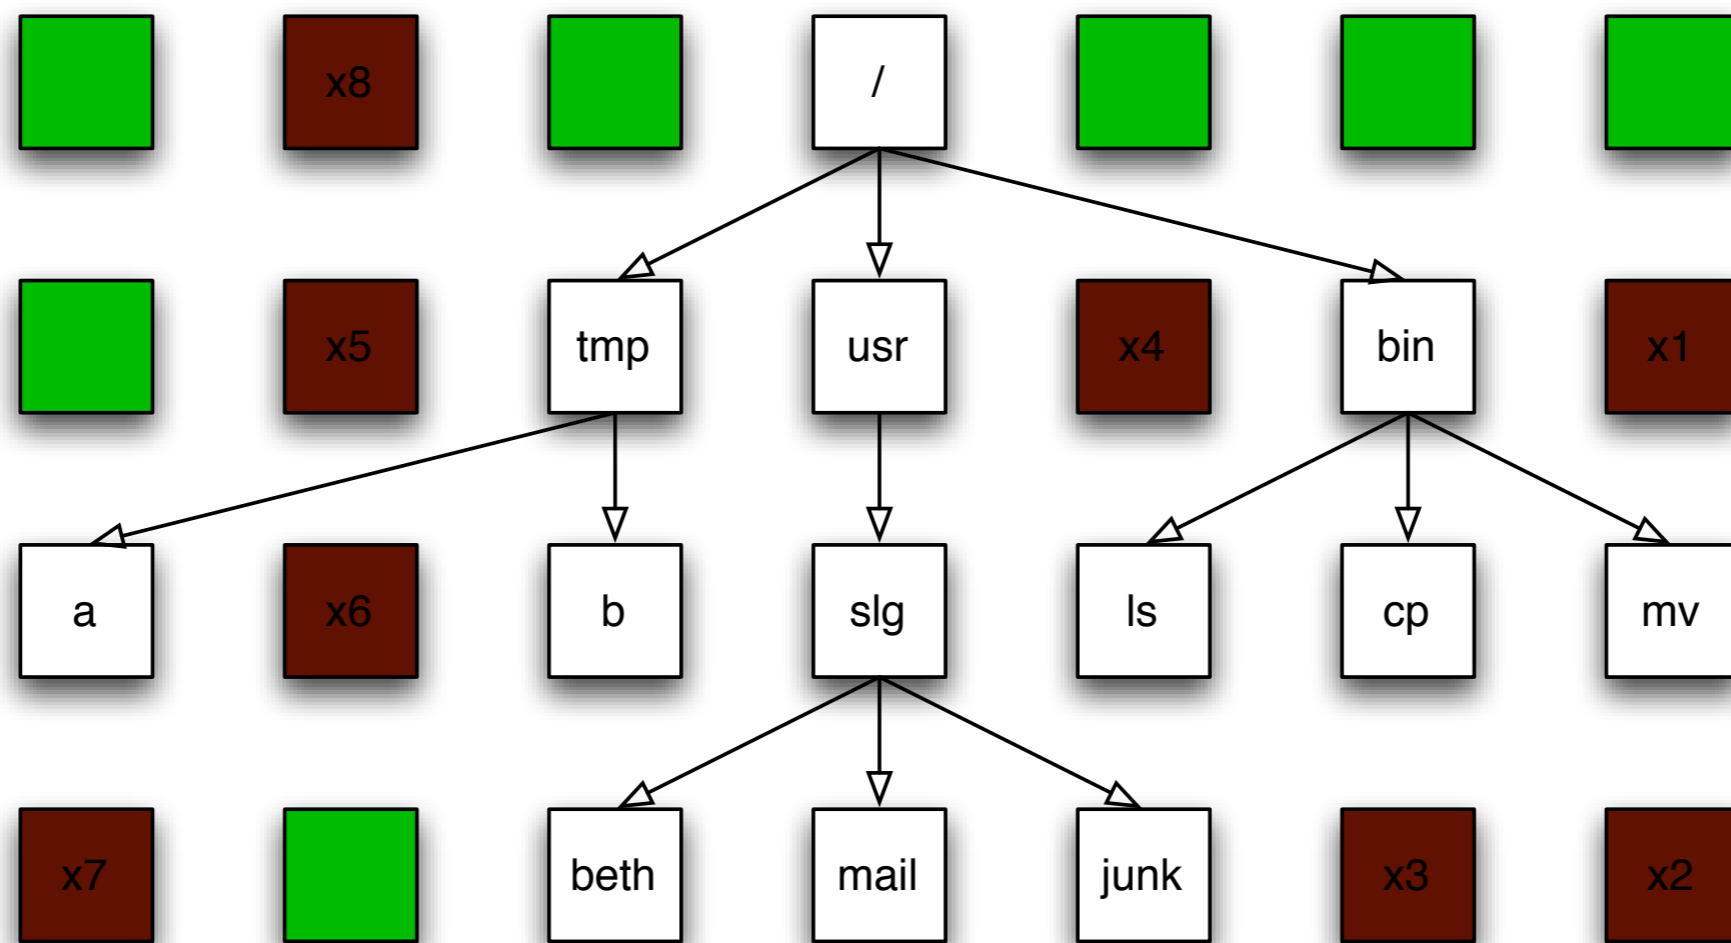 x8 /
x5 tmp usr x4 bin x1
a x6 b slg ls cp mv
x7 beth mail junk x3 x2